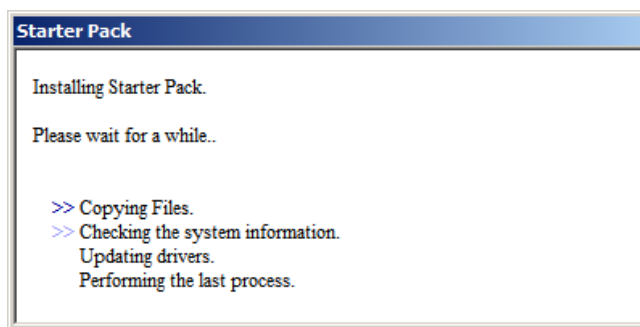 Starter Pack
Installing Starter Pack.
Please wait for a while..
>> Copying Files.
>> Checking the system information.
Updating drivers.
Performing the last process.